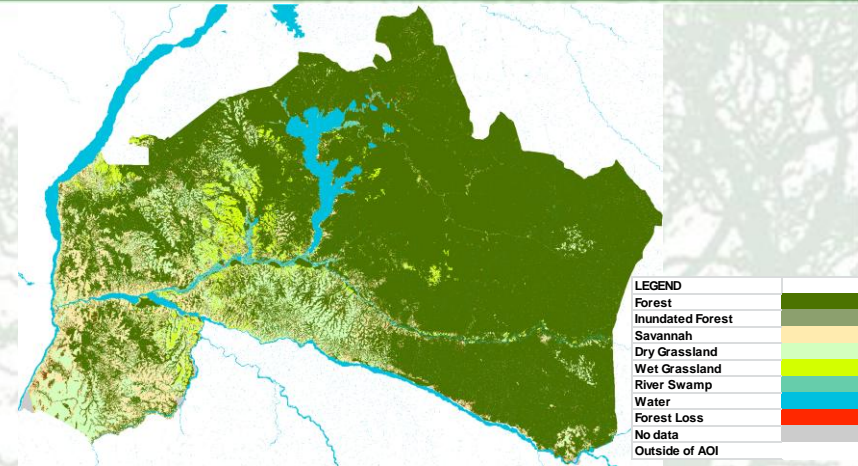 LEGEND
Forest
Inundated Forest
Savannah
Dry Grassland
Wet Grassland
River Swamp
Water
Forest Loss
No data
Outside of AOI